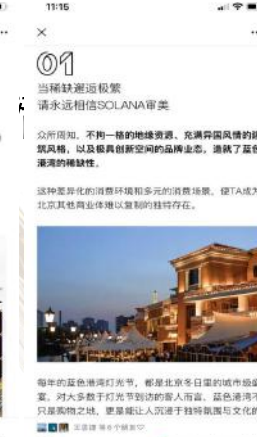 11:15
01
当稀缺邂逅极繁
请永远相信SOLANA审美
众所周知，不拘一格的地缘资源、充满异国风情的建
筑风格，以及极具创新空间的品牌业态，造就了蓝色
港湾的稀缺性。
这种差异化的消费环境和多元的消费场景，使TA成为
北京其他商业体难以复制的独特存在。
每年的蓝色港湾灯光节，都是北京冬日里的城市级盛
宴，对大多数于灯光节到访的客人而言，蓝色港湾不
只是购物之地，更是能让人沉浸于独特氛围与文化的